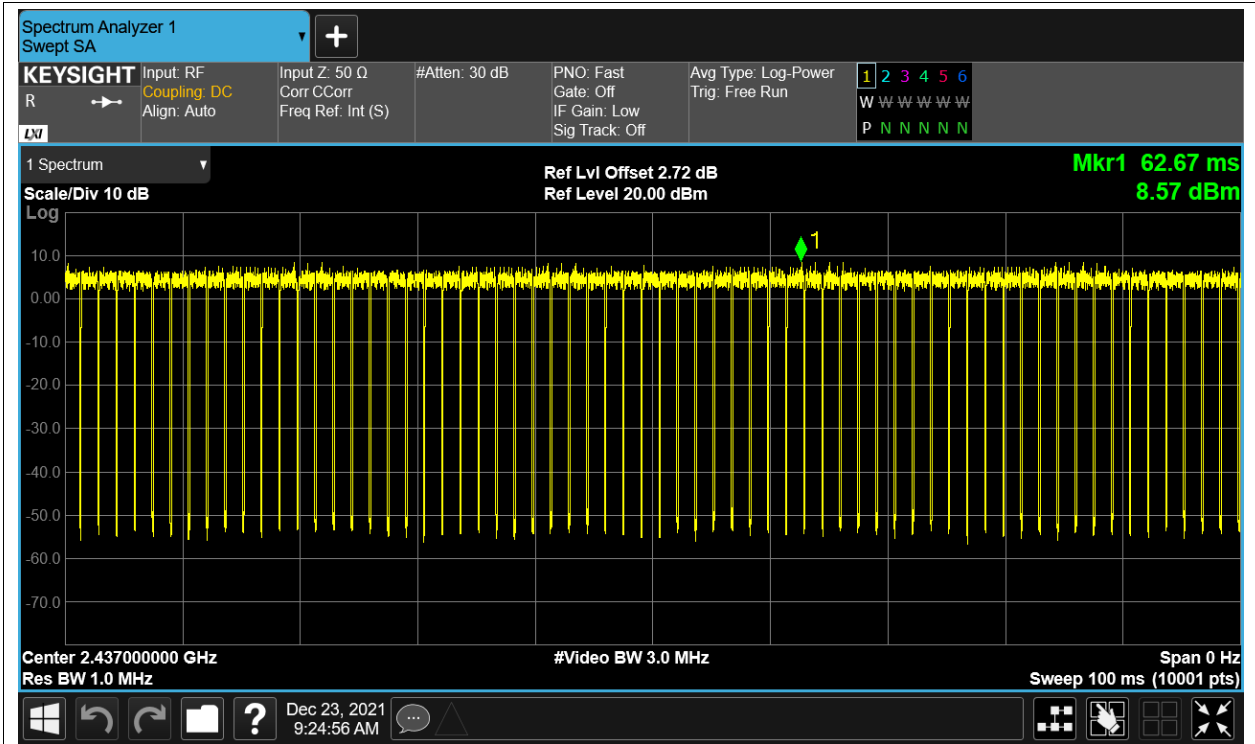 Spectrum Analyzer 1
Swept SA
+
KEYSIGHT
R
LXI
Input: RF
Coupling: DC
Align: Auto
Input Z: 50 Ω
Corr CCorr
Freq Ref: Int (S)
#Atten: 30 dB
PNO: Fast
Gate: Off
IF Gain: Low
Sig Track: Off
Avg Type: Log-Power
Trig: Free Run
1 2 3 4 5 6
W W W W W W
P N N N N N
1 Spectrum
Scale/Div 10 dB
Log
Ref Lvl Offset 2.72 dB
Ref Level 20.00 dBm
Mkr1 62.67 ms
8.57 dBm
1
10.0
0.00
-10.0
-20.0
-30.0
-40.0
-50.0
-60.0
-70.0
Center 2.437000000 GHz
Res BW 1.0 MHz
#Video BW 3.0 MHz
Span 0 Hz
Sweep 100 ms (10001 pts)
?
Dec 23, 2021
9:24:56 AM